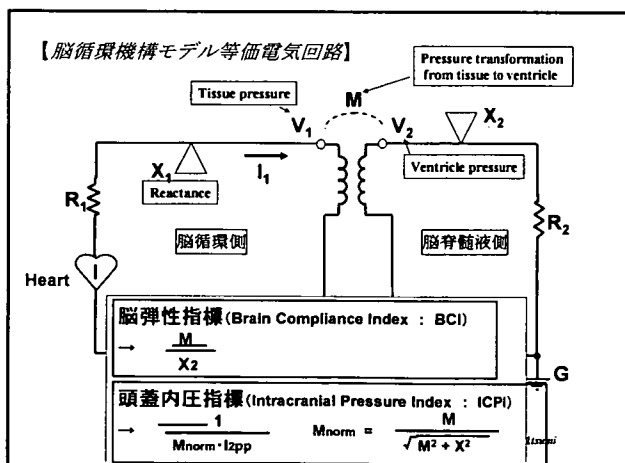 【脳循環機構モデル等価電気回路】
Pressure transformation
from tissue to ventricle
Tissue pressure
M
V1
V2
X2
X1
I1
Ventricle pressure
Reactance
R1
R2
脳循環側
脳脊髄液側
Heart
I
脳弾性指標(Brain Compliance Index : BCI)
→ M
X2
G
頭蓋内圧指標(Intracranial Pressure Index : ICPI)
→ 1
Mnorm・I2pp
Mnorm = M
√M² + X²